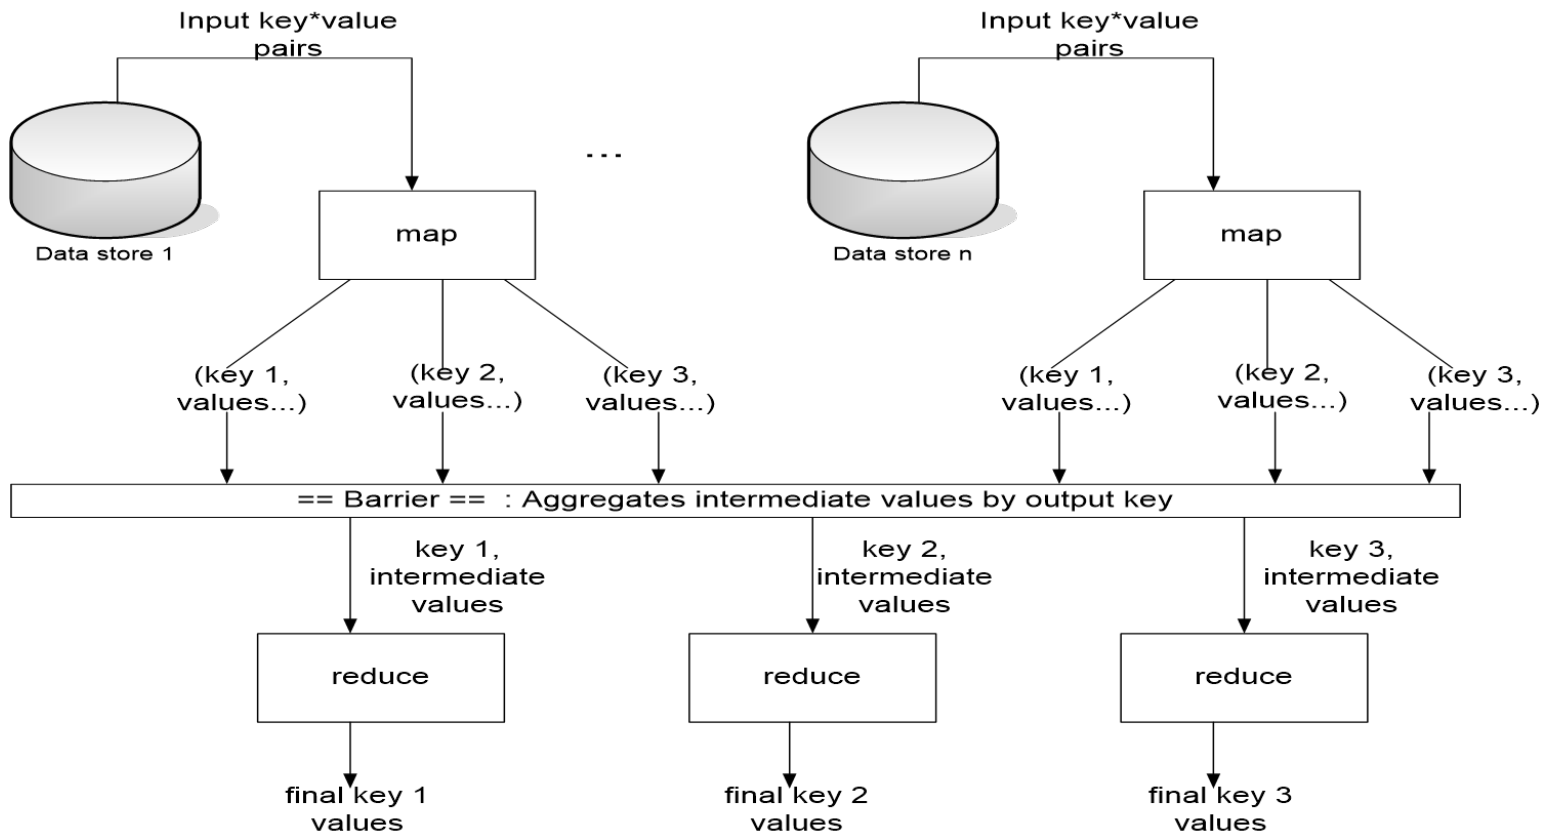 Input key*value
pairs
Input key*value
pairs
...
map
map
Data store 1
Data store n
(key 1,
values...)
(key 2,
values...)
(key 3,
values...)
(key 1,
values...)
(key 2,
values...)
(key 3,
values...)
== Barrier == : Aggregates intermediate values by output key
key 1,
intermediate
values
key 2,
intermediate
values
key 3,
intermediate
values
reduce
reduce
reduce
final key 1
values
final key 2
values
final key 3
values